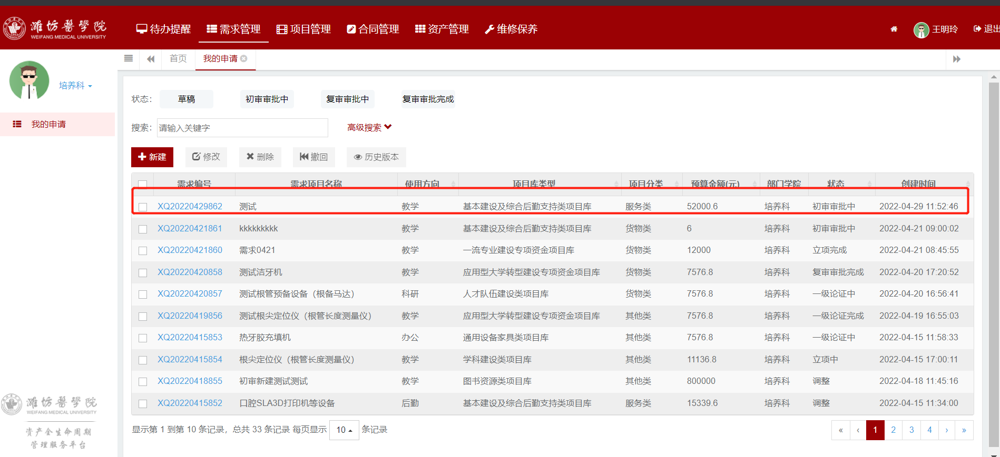 濰坊醫學院
WEIFANG MEDICAL UNIVERSITY
待办提醒 需求管理 项目管理 合同管理 资产管理 维修保养
王明玲 退出
首页 我的申请
培养科
我的申请
状态： 草稿 初审审批中 复审审批中 复审审批完成
搜索： 请输入关键字 高级搜索
新建 修改 删除 撤回 历史版本
需求编号 需求项目名称 使用方向 项目库类型 项目分类 预算金额(元) 部门学院 状态 创建时间
XQ20220429862 测试 教学 基本建设及综合后勤支持类项目库 服务类 52000.6 培养科 初审审批中 2022-04-29 11:52:46
XQ20220421861 kkkkkkkkk 教学 基本建设及综合后勤支持类项目库 货物类 6 培养科 初审审批中 2022-04-21 09:00:02
XQ20220421860 需求0421 教学 一流专业建设专项资金项目库 货物类 12000 培养科 立项完成 2022-04-21 08:45:55
XQ20220420858 测试洁牙机 教学 应用型大学转型建设专项资金项目库 货物类 7576.8 培养科 复审审批完成 2022-04-20 17:20:52
XQ20220420857 测试根管预备设备（根备马达） 科研 人才队伍建设类项目库 货物类 7576.8 培养科 一级论证中 2022-04-20 16:56:41
XQ20220419856 测试根尖定位仪（根管长度测量仪） 教学 应用型大学转型建设专项资金项目库 其他类 7576.8 培养科 一级论证完成 2022-04-19 16:55:03
XQ20220415853 热牙胶充填机 办公 通用设备家具类项目库 其他类 7576.8 培养科 一级论证中 2022-04-15 11:58:33
XQ20220415854 根尖定位仪（根管长度测量仪） 教学 学科建设类项目库 其他类 11136.8 培养科 立项中 2022-04-15 17:00:11
XQ20220418855 初审新建测试测试 教学 图书资源类项目库 其他类 800000 培养科 调整 2022-04-18 11:45:16
XQ20220415852 口腔SLA3D打印机等设备 后勤 基本建设及综合后勤支持类项目库 服务类 15339.6 培养科 调整 2022-04-15 11:34:00
显示第 1 到第 10 条记录，总共 33 条记录 每页显示 10 条记录
« ‹ 1 2 3 4 › »
濰坊醫學院
WEIFANG MEDICAL UNIVERSITY
资产全生命周期
管理服务平台